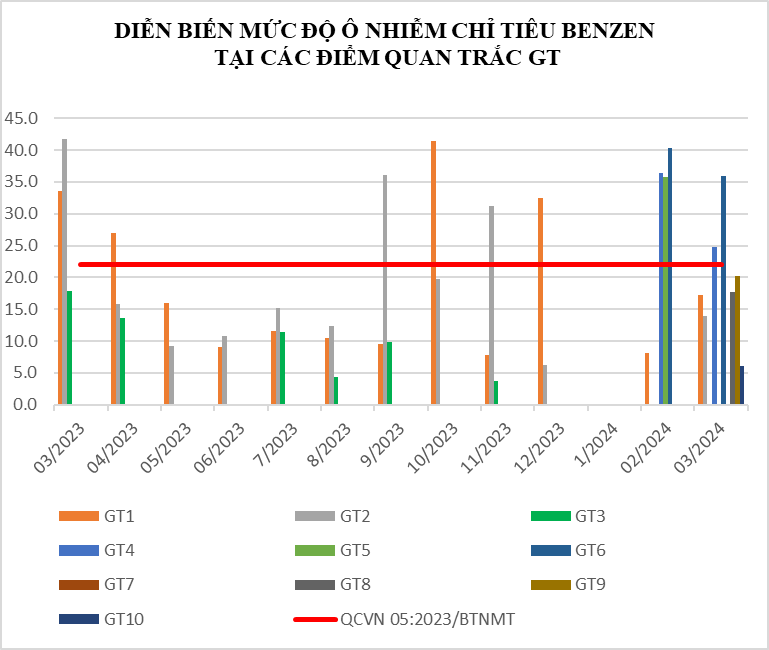 DIỄN BIẾN MỨC ĐỘ Ô NHIỄM CHỈ TIÊU BENZEN
TẠI CÁC ĐIỂM QUAN TRẮC GT
45.0
40.0
35.0
30.0
25.0
20.0
15.0
10.0
5.0
0.0
03/2023 04/2023 05/2023 06/2023 7/2023 8/2023 9/2023 10/2023 11/2023 12/2023 1/2024 02/2024 03/2024
GT1 GT2 GT3
GT4 GT5 GT6
GT7 GT8 GT9
GT10 QCVN 05:2023/BTNMT